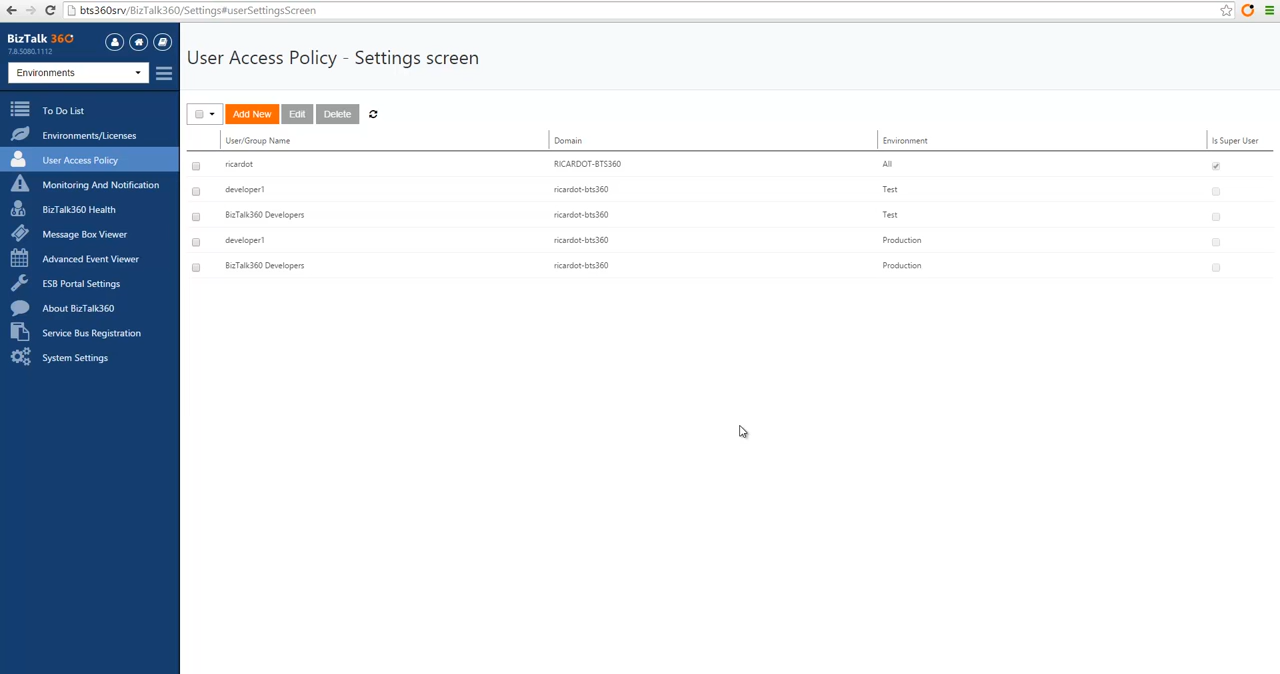 bts360srv/BizTalk360/Settings#userSettingsScreen
BizTalk 360
7.8.5080.1112
Environments
To Do List
Environments/Licenses
User Access Policy
Monitoring And Notification
BizTalk360 Health
Message Box Viewer
Advanced Event Viewer
ESB Portal Settings
About BizTalk360
Service Bus Registration
System Settings
User Access Policy - Settings screen
Add New Edit Delete
User/Group Name Domain Environment Is Super User
ricardot RICARDOT-BTS360 All
developer1 ricardot-bts360 Test
BizTalk360 Developers ricardot-bts360 Test
developer1 ricardot-bts360 Production
BizTalk360 Developers ricardot-bts360 Production